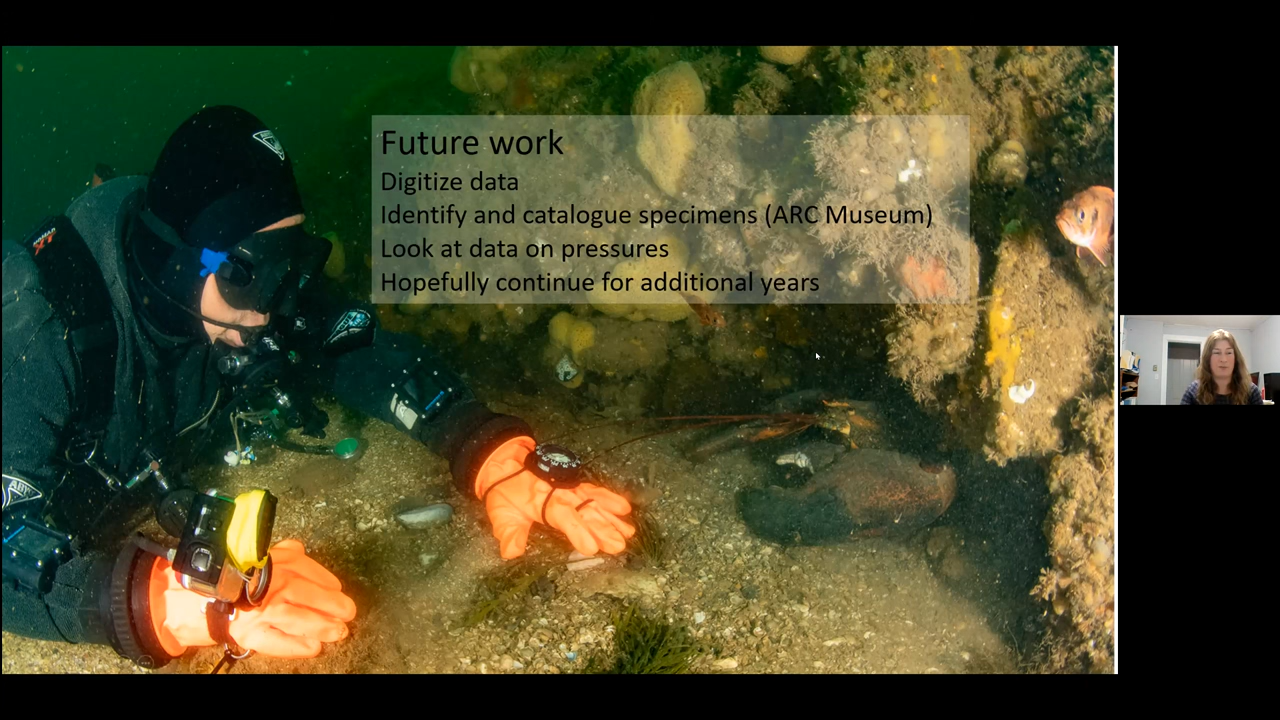 Future work
Digitize data
Identify and catalogue specimens (ARC Museum)
Look at data on pressures
Hopefully continue for additional years